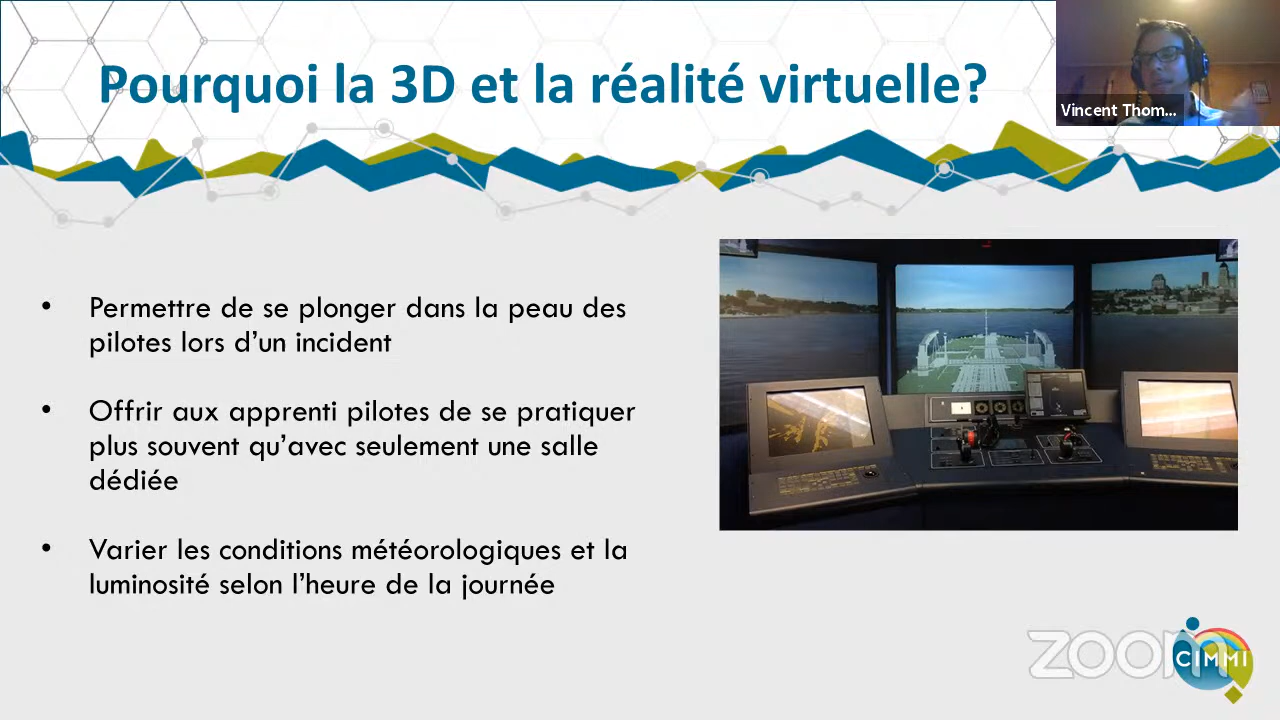 Pourquoi la 3D et la réalité virtuelle?
Vincent Thom...
• Permettre de se plonger dans la peau des
pilotes lors d’un incident
• Offrir aux apprenti pilotes de se pratiquer
plus souvent qu’avec seulement une salle
dédiée
• Varier les conditions météorologiques et la
luminosité selon l’heure de la journée
zoom
CIMMI